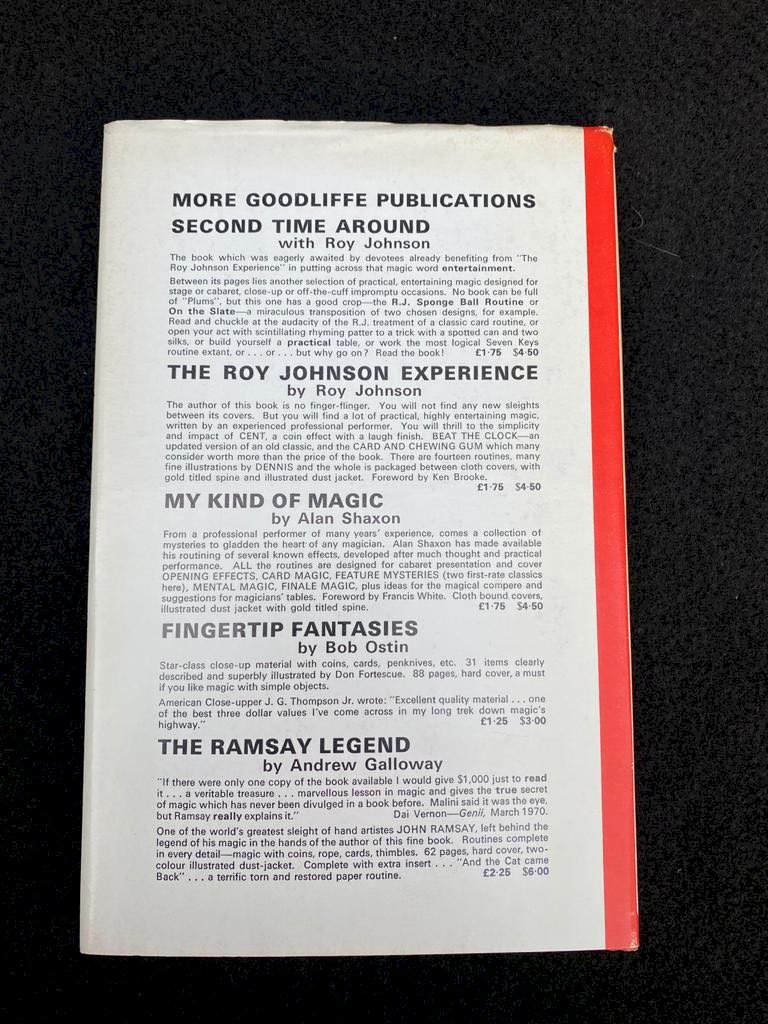 MORE GOODLIFFE PUBLICATIONS
SECOND TIME AROUND
with Roy Johnson
The book which was eagerly awaited by devotees already benefiting from "The
Roy Johnson Experience" in putting across that magic word entertainment.
Between its pages lies another selection of practical, entertaining magic designed for
stage or cabaret, close-up or off-the-cuff impromptu occasions. No book can be full
of "Plums", but this one has a good crop—the R.J. Sponge Ball Routine or
On the Slate—a miraculous transposition of two chosen designs, for example.
Read and chuckle at the audacity of the R.J. treatment of a classic card routine, or
open your act with scintillating rhyming patter to a trick with a spotted can and two
silks, or build yourself a practical table, or work the most logical Seven Keys
routine extant, or . . . or . . . but why go on? Read the book! £1·75 $4·50
THE ROY JOHNSON EXPERIENCE
by Roy Johnson
The author of this book is no finger-flinger. You will not find any new sleights
between its covers. But you will find a lot of practical, highly entertaining magic,
written by an experienced professional performer. You will thrill to the simplicity
and impact of CENT, a coin effect with a laugh finish. BEAT THE CLOCK—an
updated version of an old classic, and the CARD AND CHEWING GUM which many
consider worth more than the price of the book. There are fourteen routines, many
fine illustrations by DENNIS and the whole is packaged between cloth covers, with
gold titled spine and illustrated dust jacket. Foreword by Ken Brooke.
£1·75 $4·50
MY KIND OF MAGIC
by Alan Shaxon
From a professional performer of many years' experience, comes a collection of
mysteries to gladden the heart of any magician. Alan Shaxon has made available
his routining of several known effects, developed after much thought and practical
performance. ALL the routines are designed for cabaret presentation and cover
OPENING EFFECTS, CARD MAGIC, FEATURE MYSTERIES (two first-rate classics
here), MENTAL MAGIC, FINALE MAGIC, plus ideas for the magical compere and
suggestions for magicians' tables. Foreword by Francis White. Cloth bound covers,
illustrated dust jacket with gold titled spine. £1·75 $4·50
FINGERTIP FANTASIES
by Bob Ostin
Star-class close-up material with coins, cards, penknives, etc. 31 items clearly
described and superbly illustrated by Don Fortescue. 88 pages, hard cover, a must
if you like magic with simple objects.
American Close-upper J. G. Thompson Jr. wrote: "Excellent quality material . . . one
of the best three dollar values I've come across in my long trek down magic's
highway." £1·25 $3·00
THE RAMSAY LEGEND
by Andrew Galloway
"If there were only one copy of the book available I would give $1,000 just to read
it . . . a veritable treasure . . . marvellous lesson in magic and gives the true secret
of magic which has never been divulged in a book before. Malini said it was the eye,
but Ramsay really explains it." Dai Vernon—Genii, March 1970.
One of the world's greatest sleight of hand artistes JOHN RAMSAY, left behind the
legend of his magic in the hands of the author of this fine book. Routines complete
in every detail—magic with coins, rope, cards, thimbles. 62 pages, hard cover, two-
colour illustrated dust-jacket. Complete with extra insert . . . "And the Cat came
Back" . . . a terrific torn and restored paper routine. £2·25 $6·00